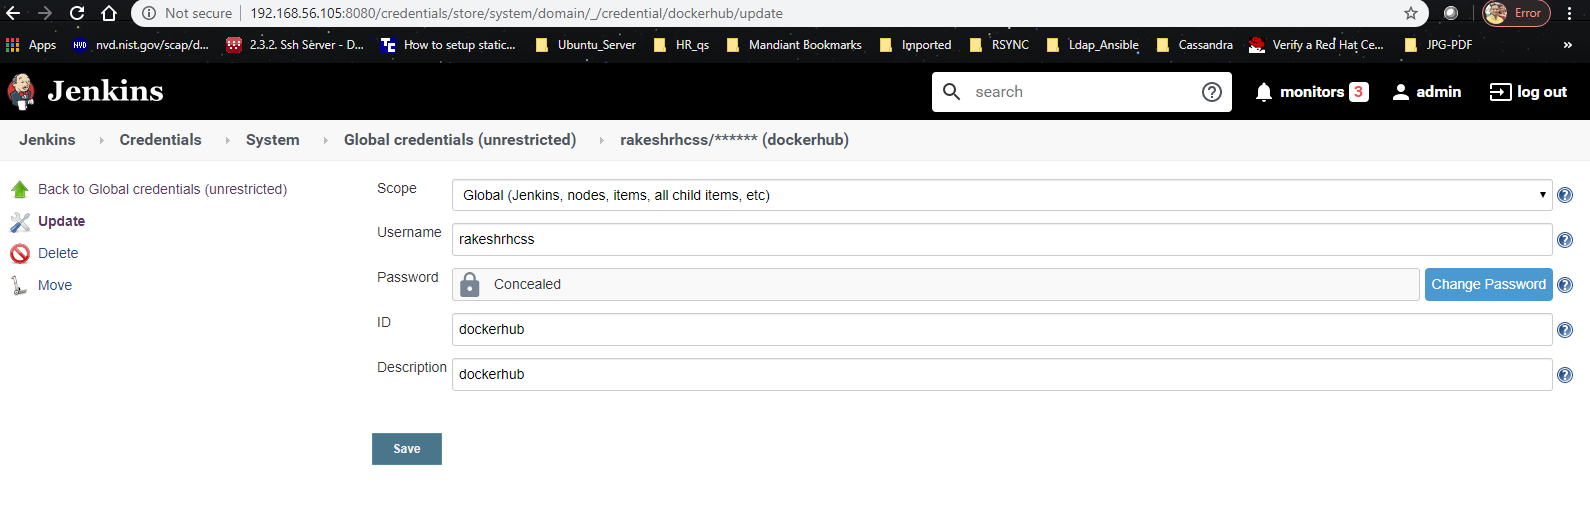 Not secure | 192.168.56.105:8080/credentials/store/system/domain/_/credential/dockerhub/update Error
Apps nvd.nist.gov/scap/d... 2.3.2. Ssh Server - D... How to setup static... Ubuntu_Server HR_qs Mandiant Bookmarks Imported RSYNC Ldap_Ansible Cassandra Verify a Red Hat Ce... JPG-PDF »
Jenkins search monitors 3 admin log out
Jenkins Credentials System Global credentials (unrestricted) rakeshrhcss/****** (dockerhub)
Back to Global credentials (unrestricted)
Update
Delete
Move
Scope Global (Jenkins, nodes, items, all child items, etc)
Username rakeshrhcss
Password Concealed Change Password
ID dockerhub
Description dockerhub
Save